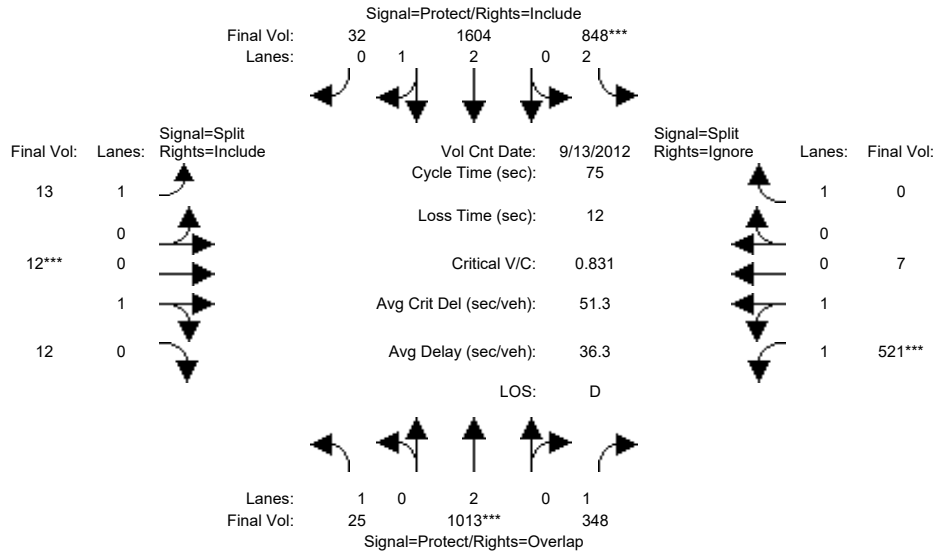 Signal=Protect/Rights=Include
Final Vol: 32 1604 848***
Lanes: 0 1 2 0 2
Signal=Split
Final Vol: Lanes: Rights=Include
Vol Cnt Date: 9/13/2012
Signal=Split
Rights=Ignore Lanes: Final Vol:
Cycle Time (sec): 75
13 1
1 0
Loss Time (sec): 12
0
0
12*** 0
Critical V/C: 0.831
0 7
1
Avg Crit Del (sec/veh): 51.3
1
12 0
Avg Delay (sec/veh): 36.3
1 521***
LOS: D
Lanes: 1 0 2 0 1
Final Vol: 25 1013*** 348
Signal=Protect/Rights=Overlap